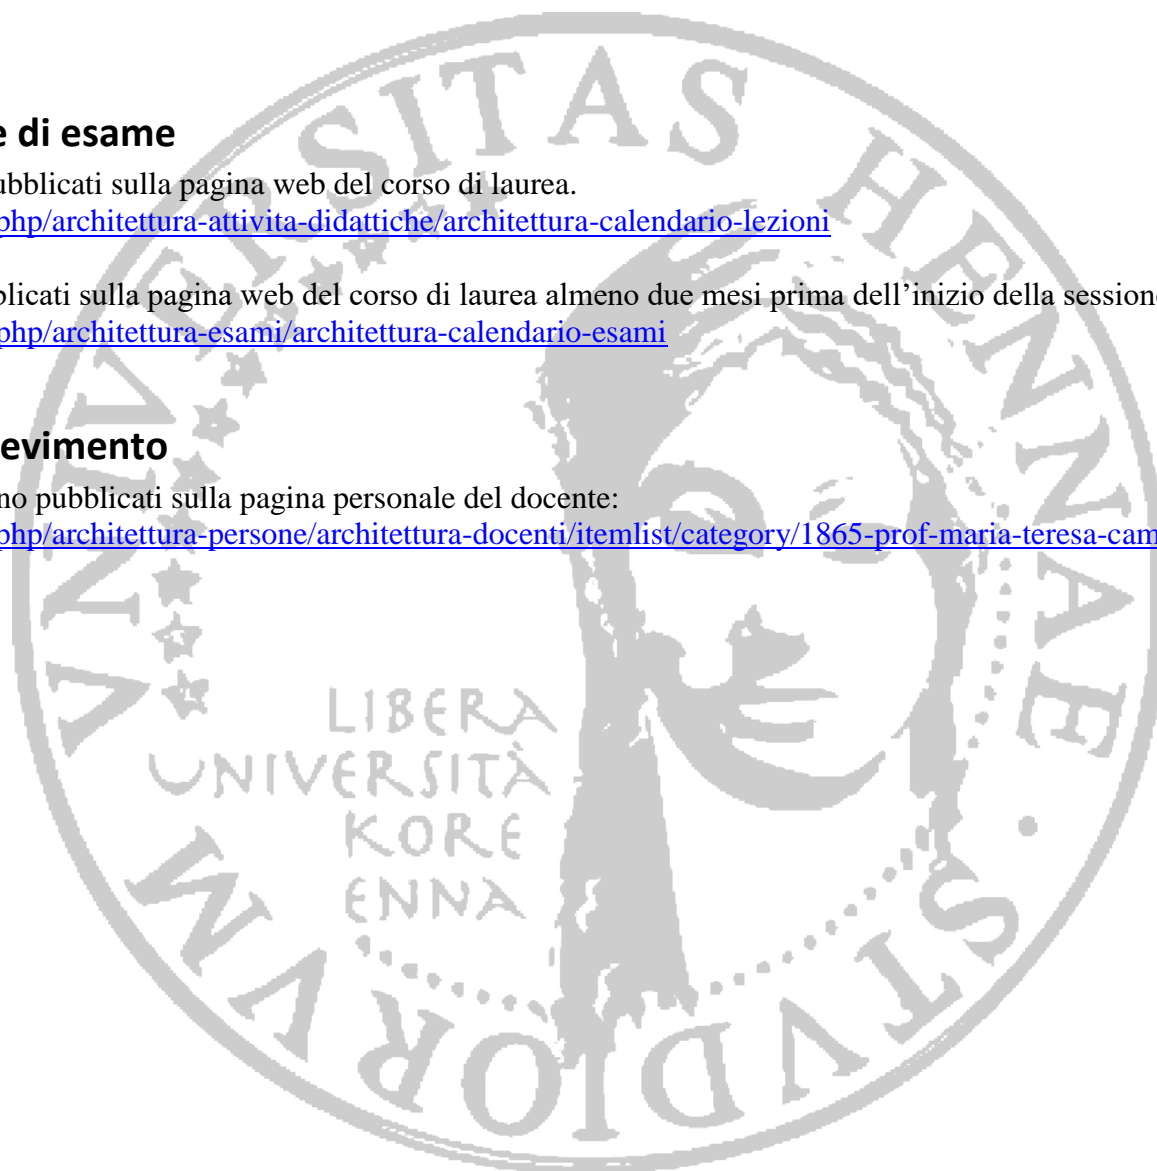 e di esame
ubblicati sulla pagina web del corso di laurea.
php/architettura-attivita-didattiche/architettura-calendario-lezioni
blicati sulla pagina web del corso di laurea almeno due mesi prima dell’inizio della sessione
php/architettura-esami/architettura-calendario-esami
evimento
no pubblicati sulla pagina personale del docente:
php/architettura-persone/architettura-docenti/itemlist/category/1865-prof-maria-teresa-cam
VNIVERSITAS HENNAE · STVDIORVM
LIBERA
UNIVERSITÀ
KORE
ENNA